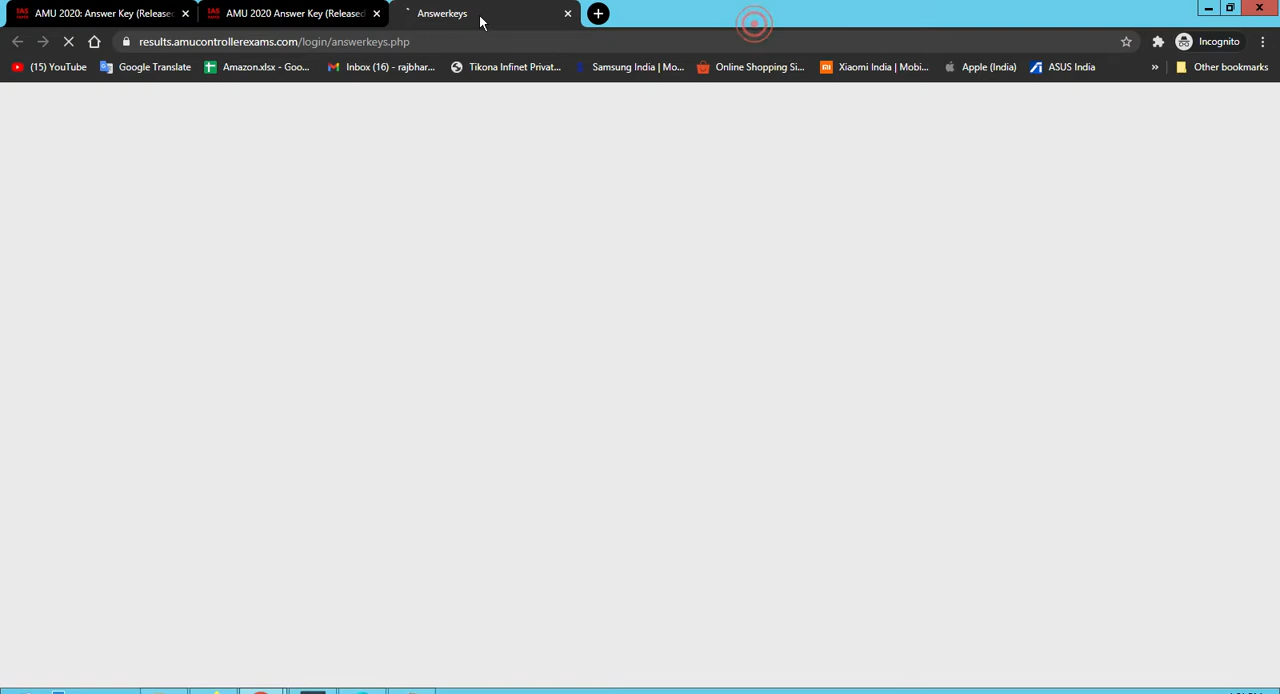 AMU 2020: Answer Key (Released
AMU 2020 Answer Key (Released
Answerkeys
results.amucontrollerexams.com/login/answerkeys.php
Incognito
(15) YouTube
Google Translate
Amazon.xlsx - Goo...
Inbox (16) - rajbhar...
Tikona Infinet Privat...
Samsung India | Mo...
Online Shopping Si...
Xiaomi India | Mobi...
Apple (India)
ASUS India
»
Other bookmarks